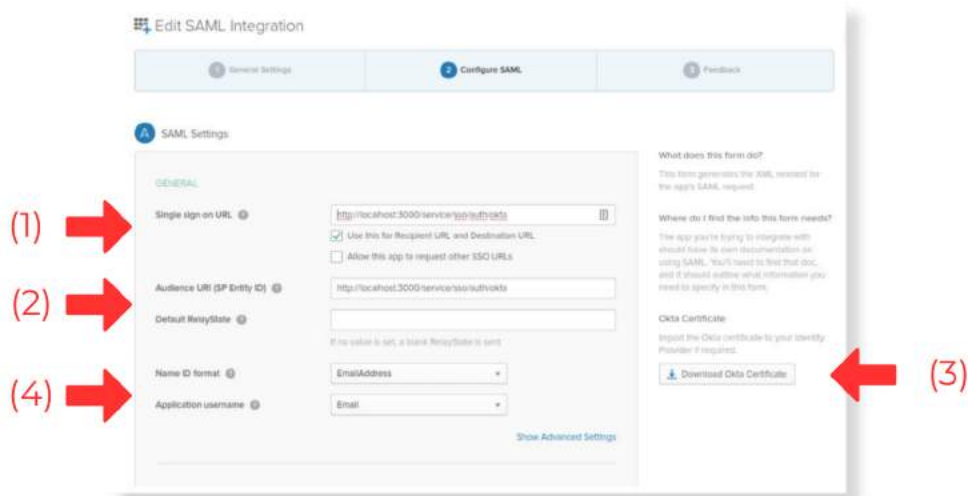 Edit SAML Integration
1 General Settings
2 Configure SAML
3 Feedback
A SAML Settings
GENERAL
(1)
Single sign on URL ?
http://localhost:3000/service/sso/auth/okta
Use this for Recipient URL and Destination URL
Allow this app to request other SSO URLs
(2)
Audience URI (SP Entity ID) ?
http://localhost:3000/service/sso/auth/okta
Default RelayState ?
If no value is set, a blank RelayState is sent
(4)
Name ID format ?
EmailAddress
Application username ?
Email
Show Advanced Settings
What does this form do?
This form generates the XML needed for
the app's SAML request.
Where do I find the info this form needs?
The app you're trying to integrate with
should have its own documentation on
using SAML. You'll need to find that doc,
and it should outline what information you
need to specify in this form.
Okta Certificate
Import the Okta certificate to your Identity
Provider if required.
Download Okta Certificate
(3)